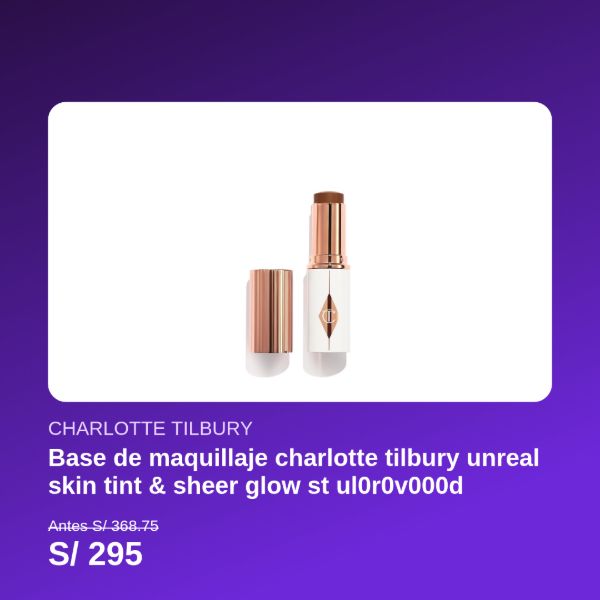 CHARLOTTE TILBURY
Base de maquillaje charlotte tilbury unreal
skin tint & sheer glow st ul0r0v000d
Antes S/ 368.75
S/ 295